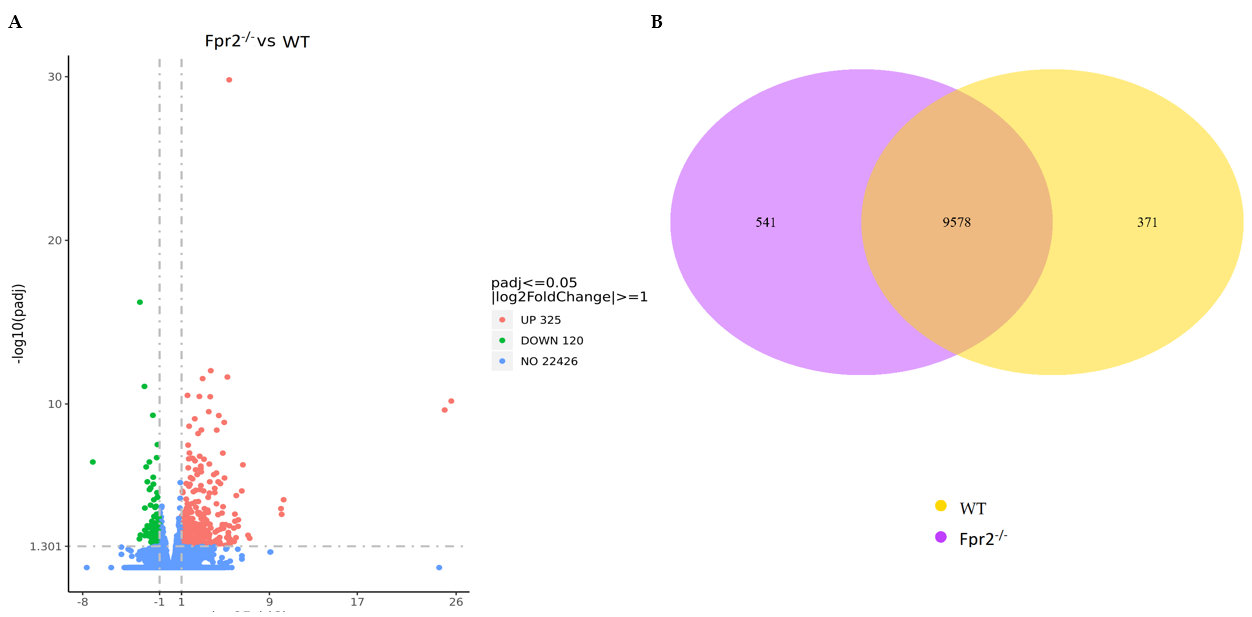 A
B
Fpr2-/- vs WT
30
20
10
1.301
-log10(padj)
-8
-1
1
9
17
26
padj<=0.05
|log2FoldChange|>=1
UP 325
DOWN 120
NO 22426
541
9578
371
WT
Fpr2-/-